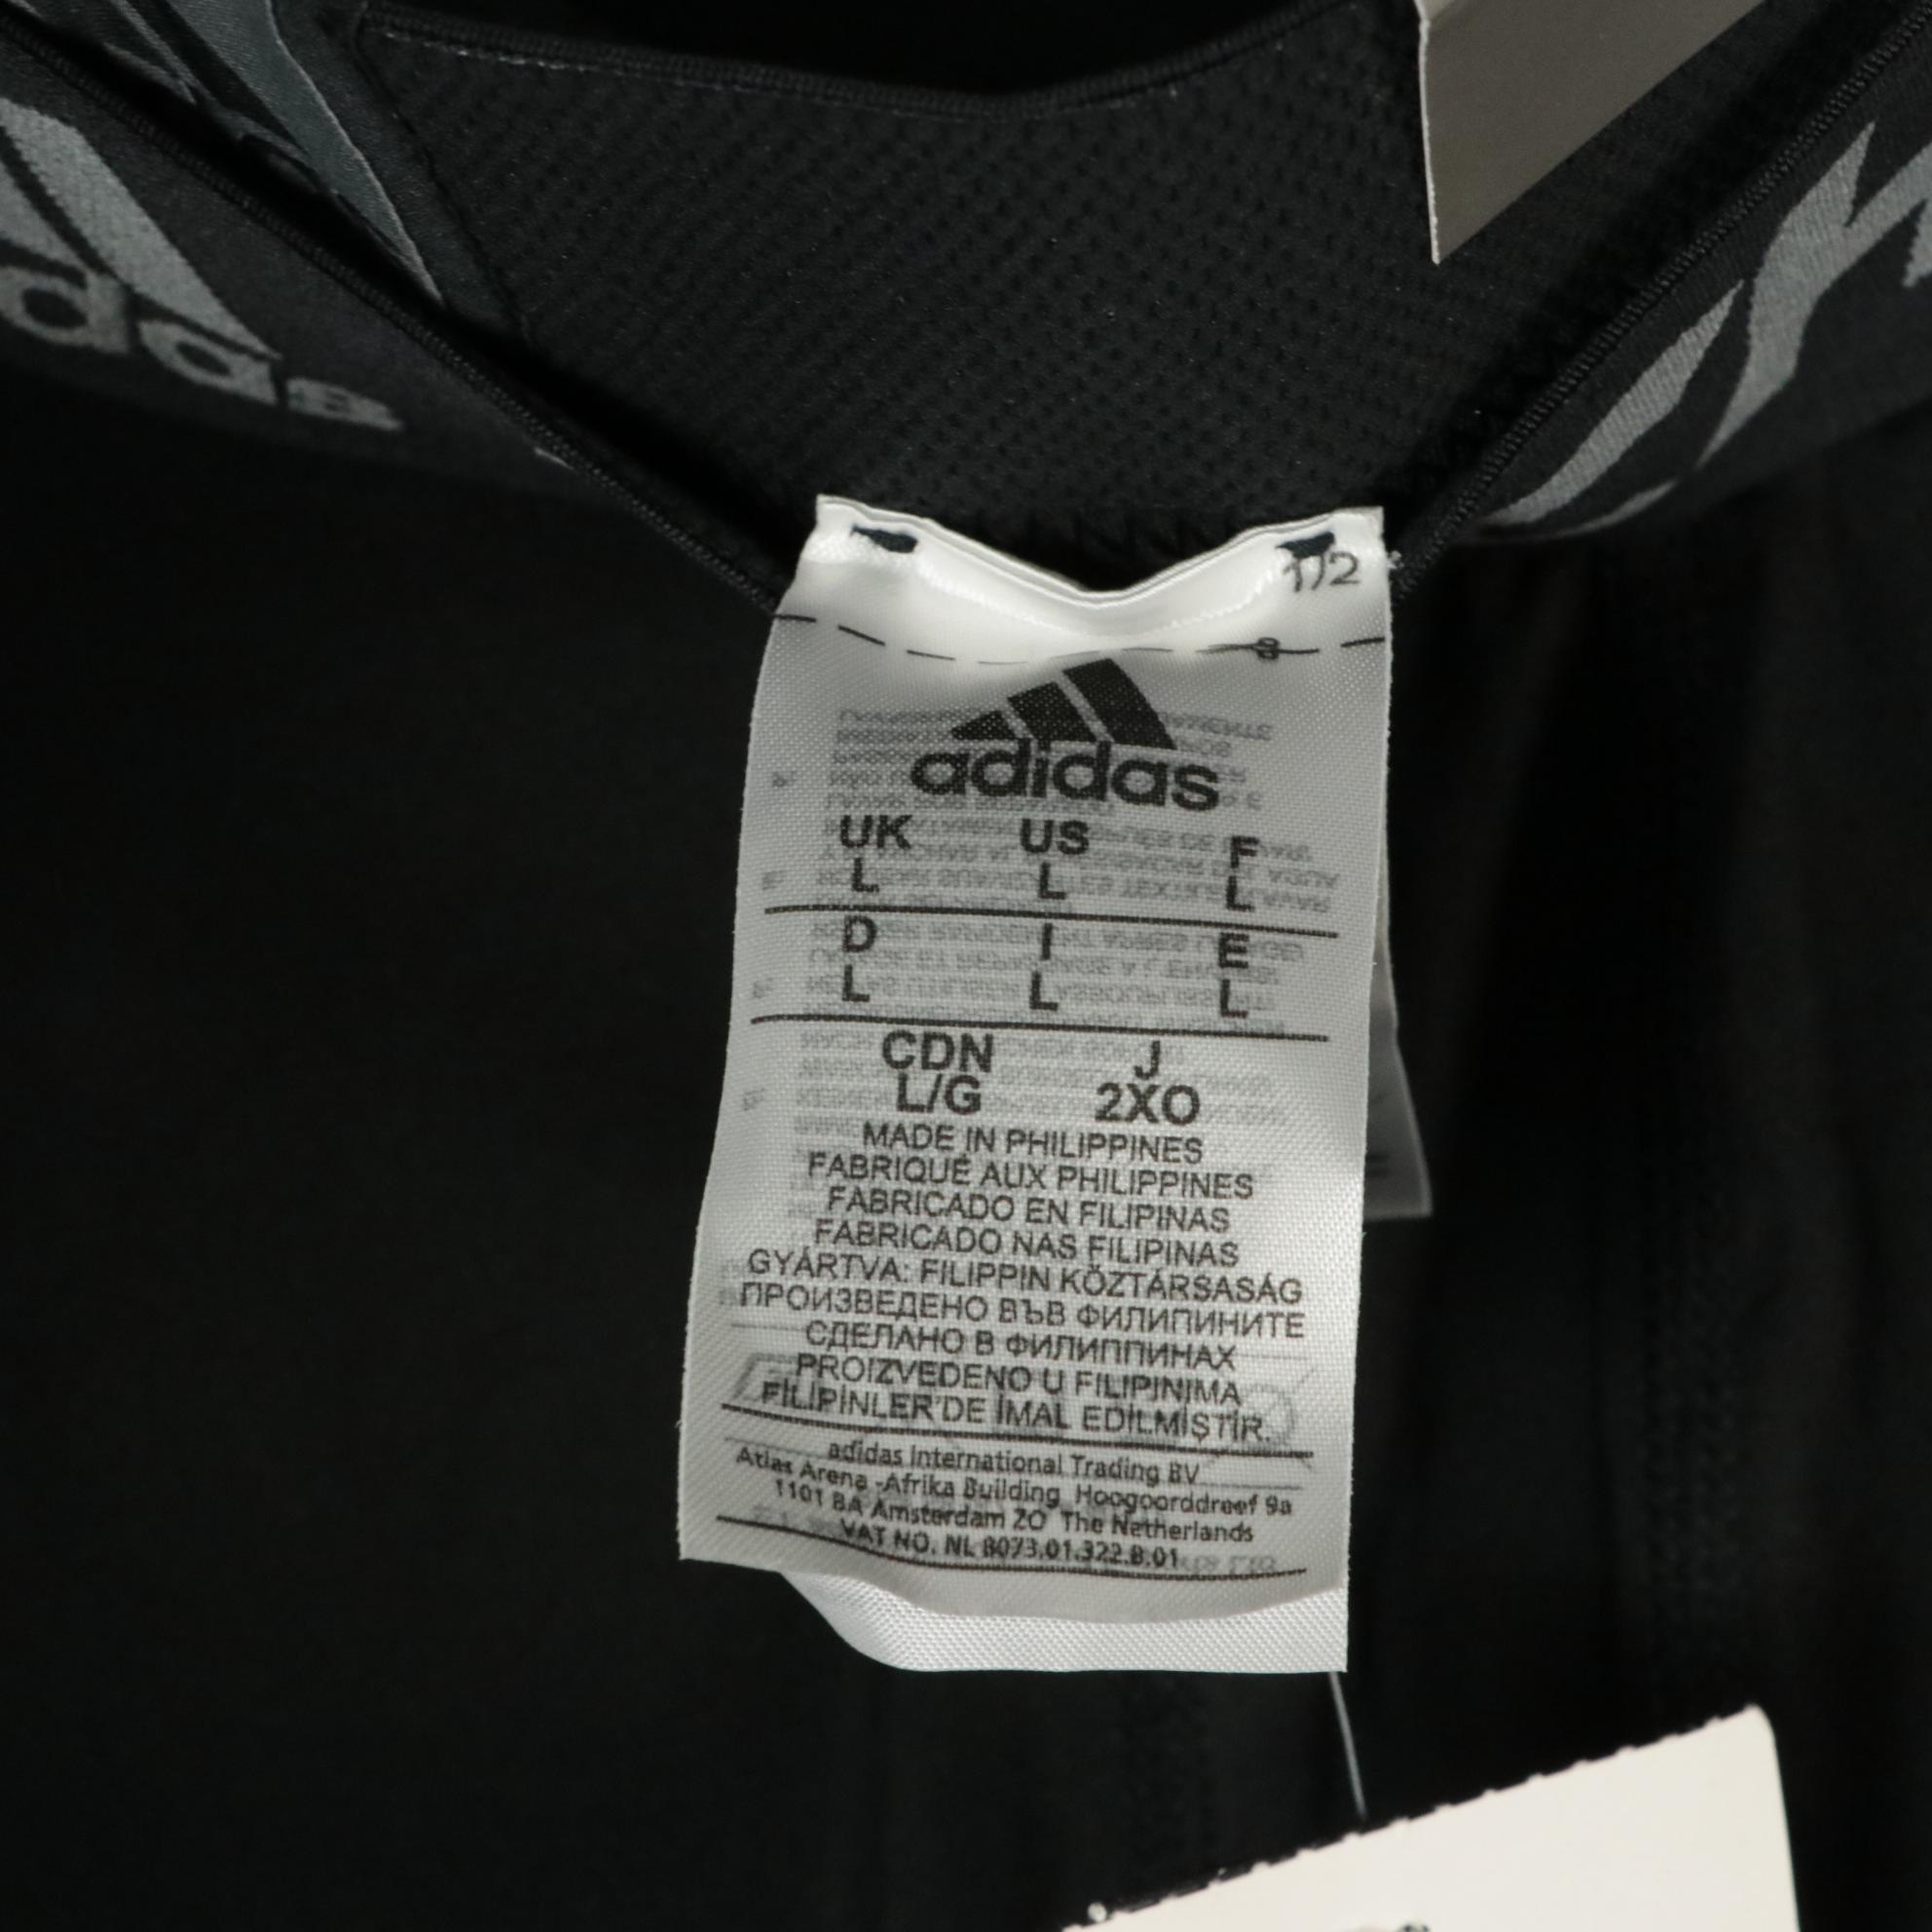 das
1/2
8
adidas
UK US F
L L L
D I E
L L L
CDN J
L/G 2XO
MADE IN PHILIPPINES
FABRIQUÉ AUX PHILIPPINES
FABRICADO EN FILIPINAS
FABRICADO NAS FILIPINAS
GYÁRTVA: FILIPPIN KÖZTÁRSASÁG
ПРОИЗВЕДЕНО ВЪВ ФИЛИПИНИТЕ
СДЕЛАНО В ФИЛИППИНАХ
PROIZVEDENO U FILIPINIMA
FİLİPİNLER'DE İMAL EDİLMİŞTİR.
adidas International Trading BV
Atlas Arena -Afrika Building Hoogoorddreef 9a
1101 BA Amsterdam ZO The Netherlands
VAT NO. NL 8073.01.322.B.01